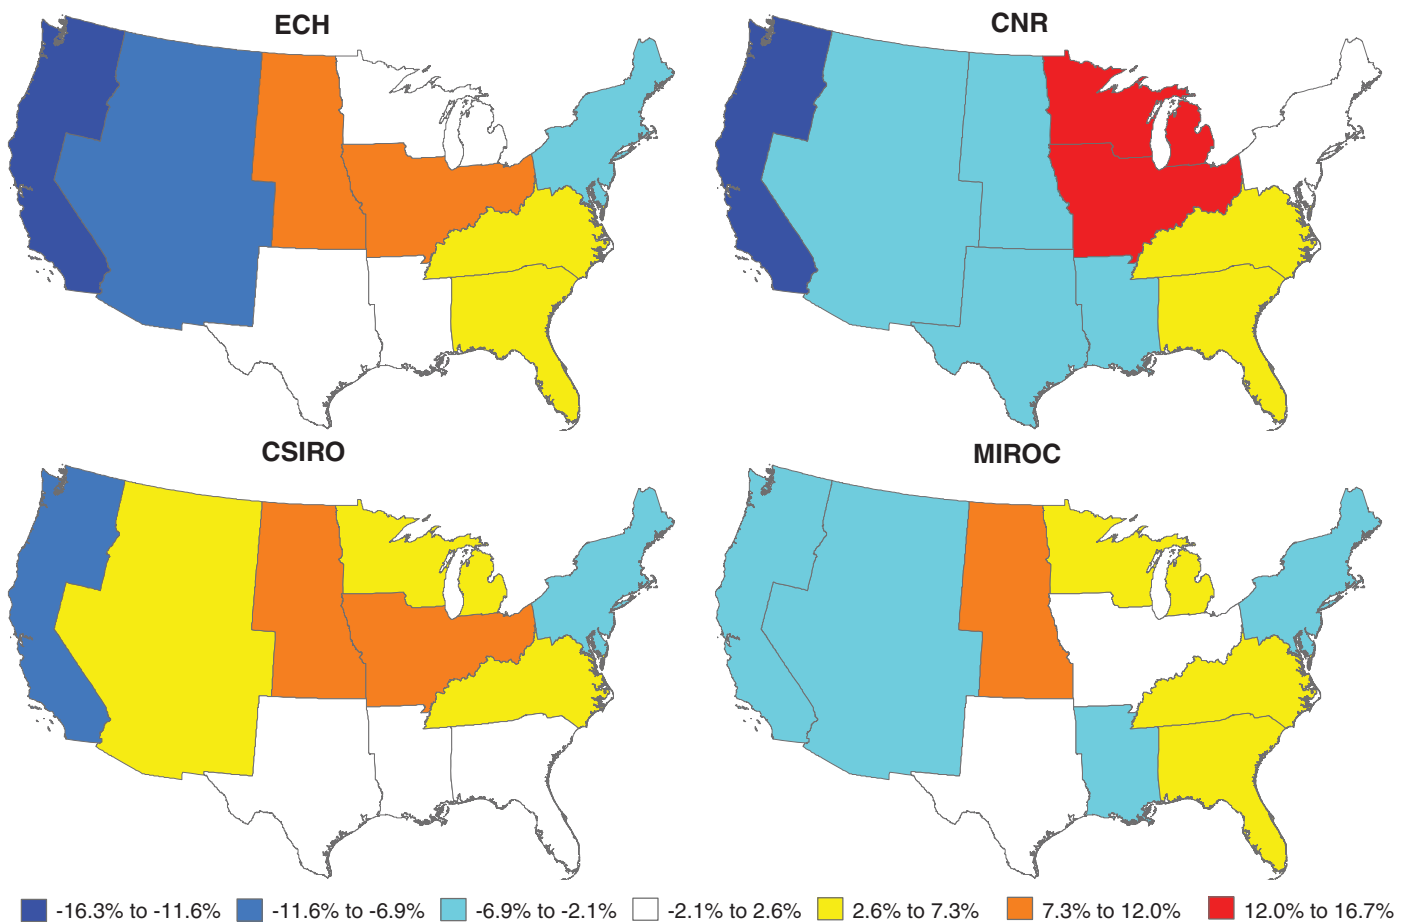 ECH
CNR
CSIRO
MIROC
-16.3% to -11.6%
-11.6% to -6.9%
-6.9% to -2.1%
-2.1% to 2.6%
2.6% to 7.3%
7.3% to 12.0%
12.0% to 16.7%